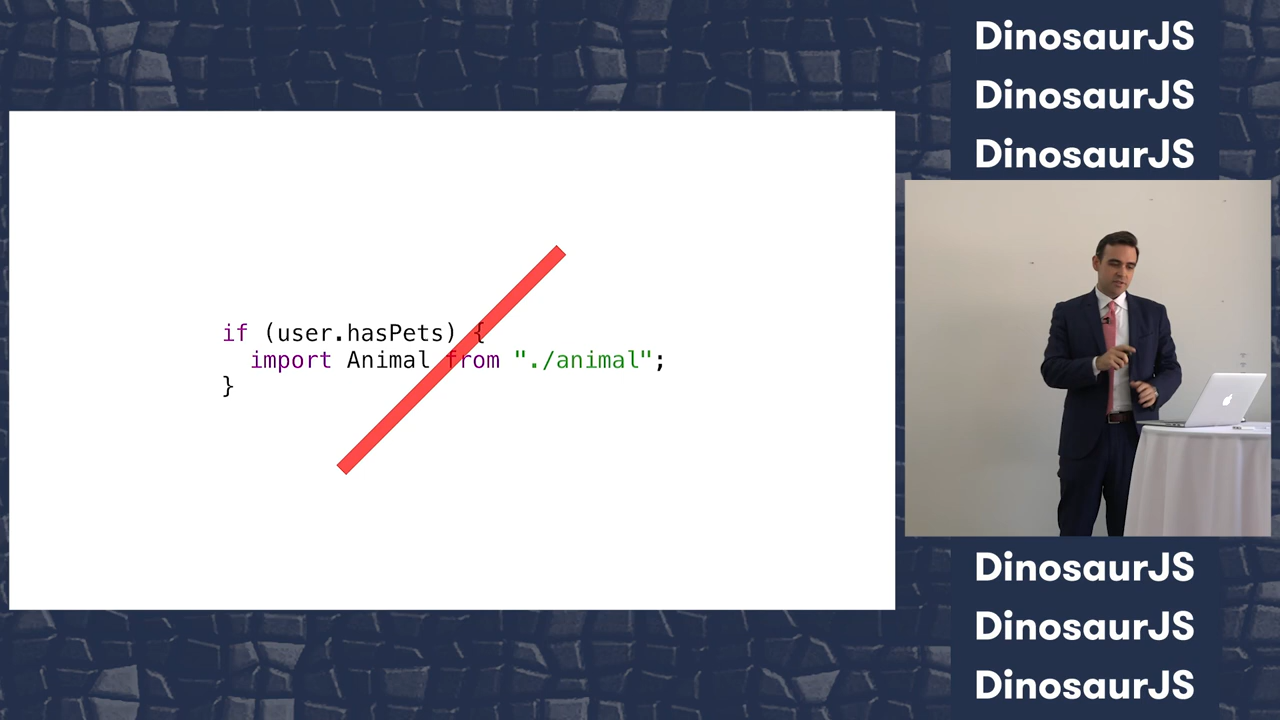 DinosaurJS
DinosaurJS
DinosaurJS
if (user.hasPets) {
  import Animal from "./animal";
}
DinosaurJS
DinosaurJS
DinosaurJS